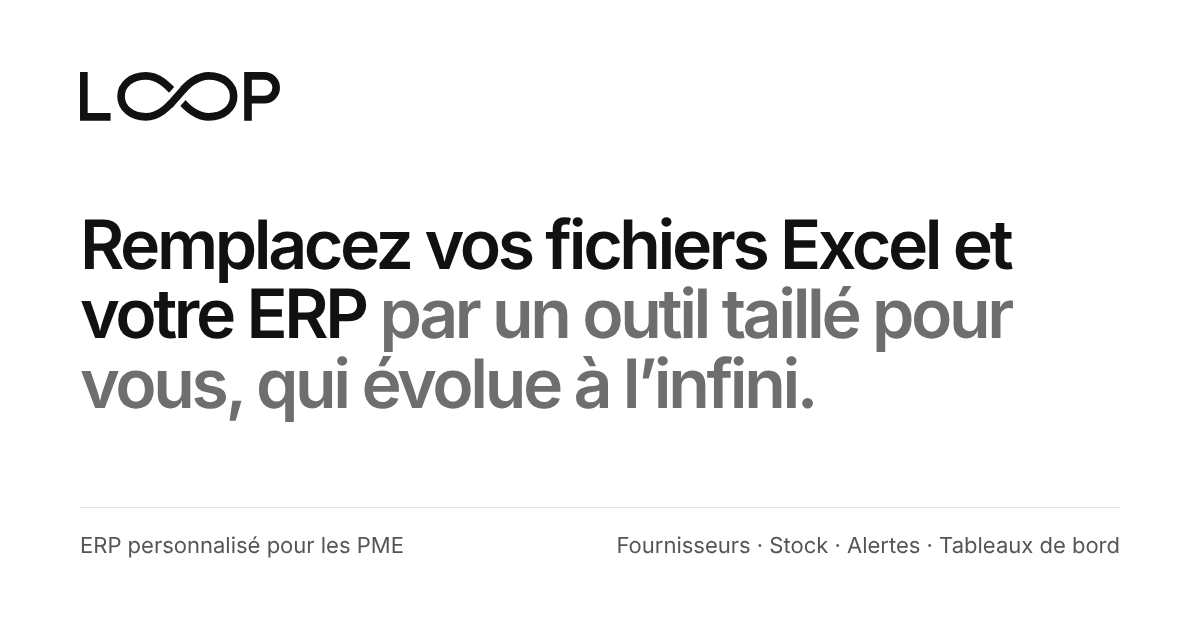 LOOP
Remplacez vos fichiers Excel et
votre ERP par un outil taillé pour
vous, qui évolue à l’infini.
ERP personnalisé pour les PME
Fournisseurs · Stock · Alertes · Tableaux de bord